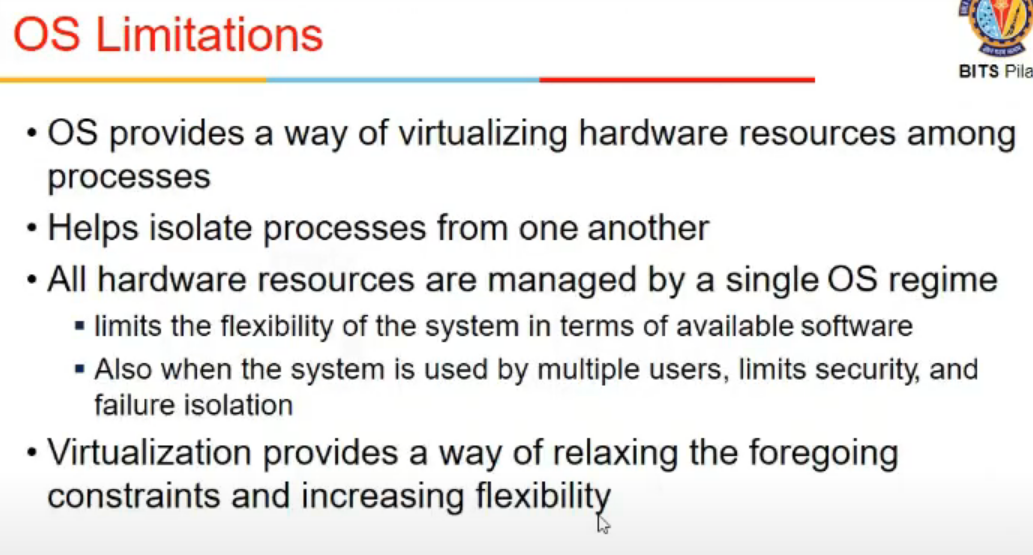 OS Limitations
BITS Pila
• OS provides a way of virtualizing hardware resources among
processes
• Helps isolate processes from one another
• All hardware resources are managed by a single OS regime
▪ limits the flexibility of the system in terms of available software
▪ Also when the system is used by multiple users, limits security, and
failure isolation
• Virtualization provides a way of relaxing the foregoing
constraints and increasing flexibility